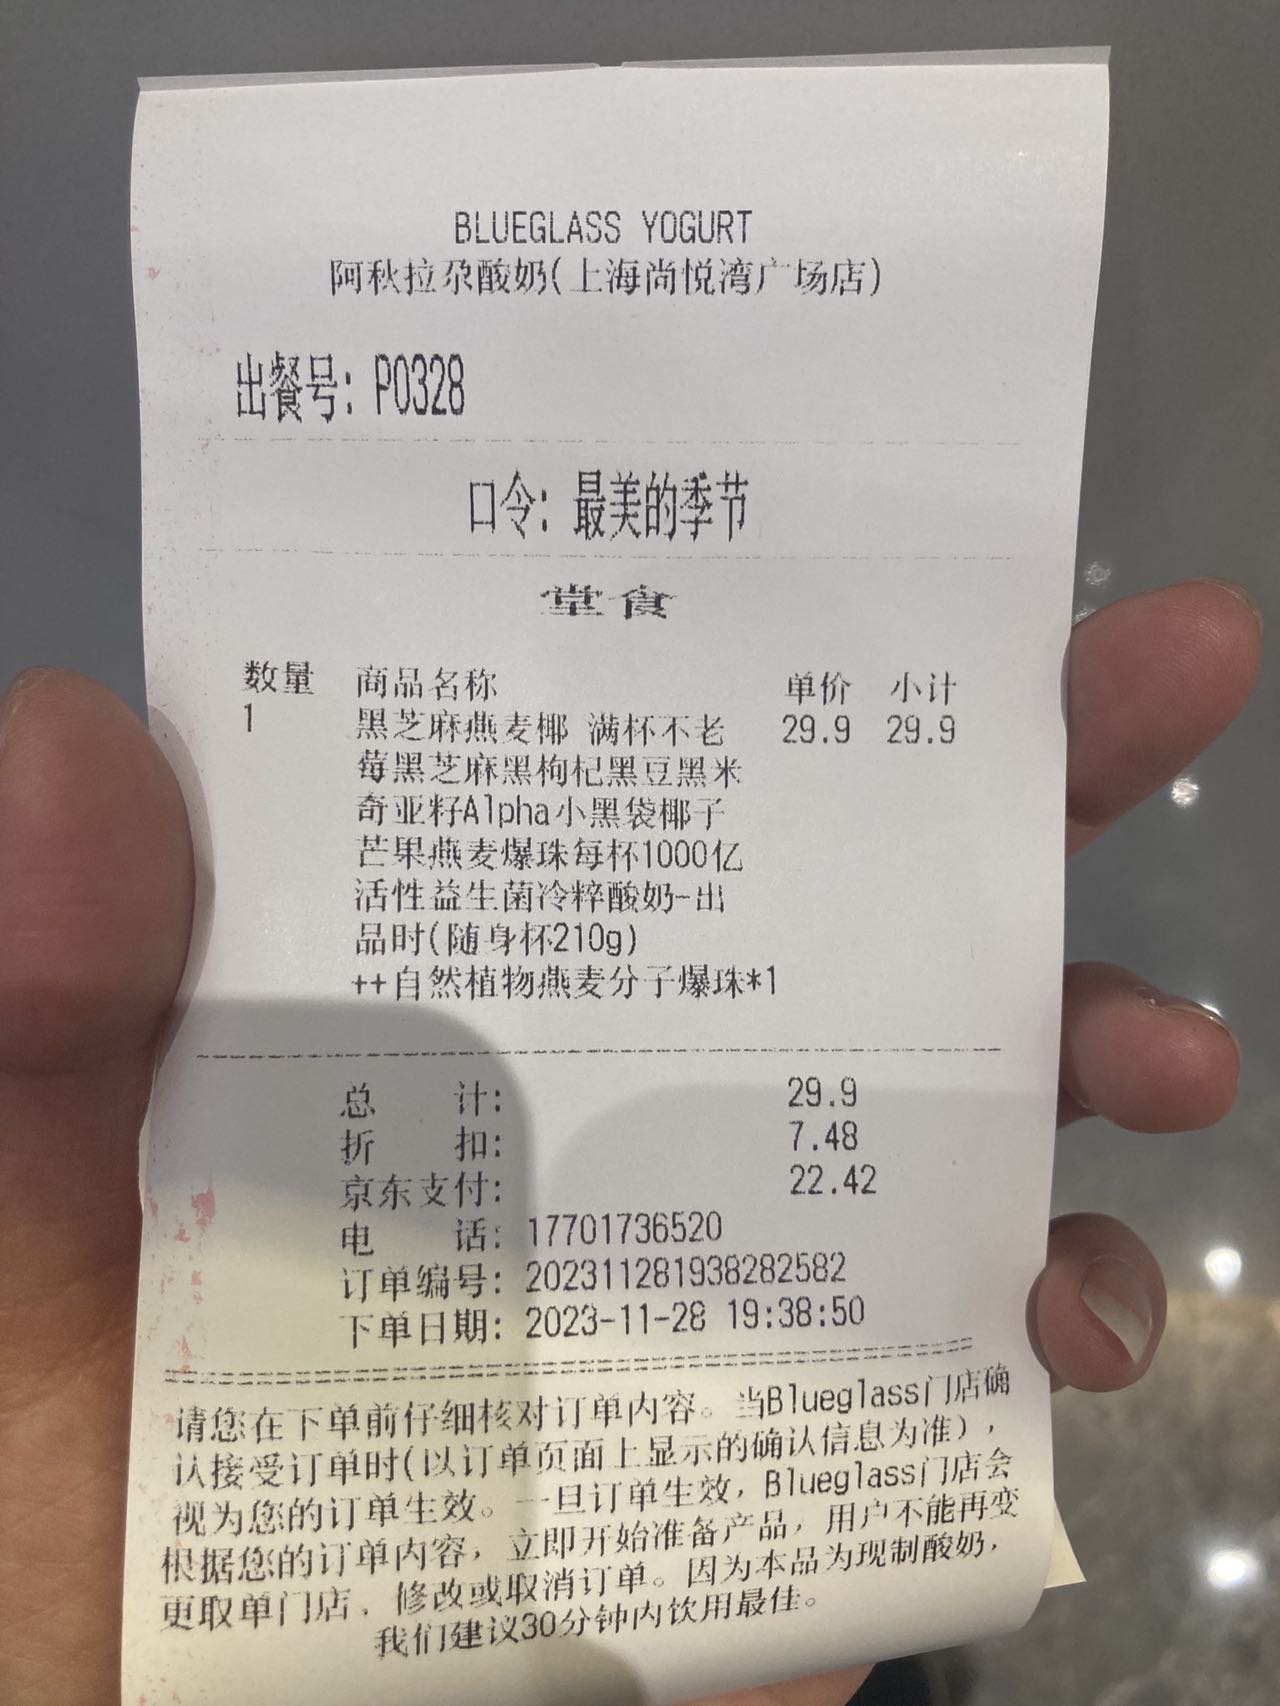 BLUEGLASS YOGURT
阿秋拉尕酸奶(上海尚悦湾广场店)
出餐号: P0328
口令: 最美的季节
堂食
数量 商品名称 单价 小计
1 黑芝麻燕麦椰 满杯不老 29.9 29.9
莓黑芝麻黑枸杞黑豆黑米
奇亚籽Alpha小黑袋椰子
芒果燕麦爆珠每杯1000亿
活性益生菌冷粹酸奶-出
品时(随身杯210g)
++自然植物燕麦分子爆珠*1
总 计: 29.9
折 扣: 7.48
京东支付: 22.42
电 话: 17701736520
订单编号: 202311281938282582
下单日期: 2023-11-28 19:38:50
请您在下单前仔细核对订单内容。当Blueglass门店确
认接受订单时(以订单页面上显示的确认信息为准),
视为您的订单生效。一旦订单生效, Blueglass门店会
根据您的订单内容, 立即开始准备产品, 用户不能再变
更取单门店、修改或取消订单。因为本品为现制酸奶,
我们建议30分钟内饮用最佳。